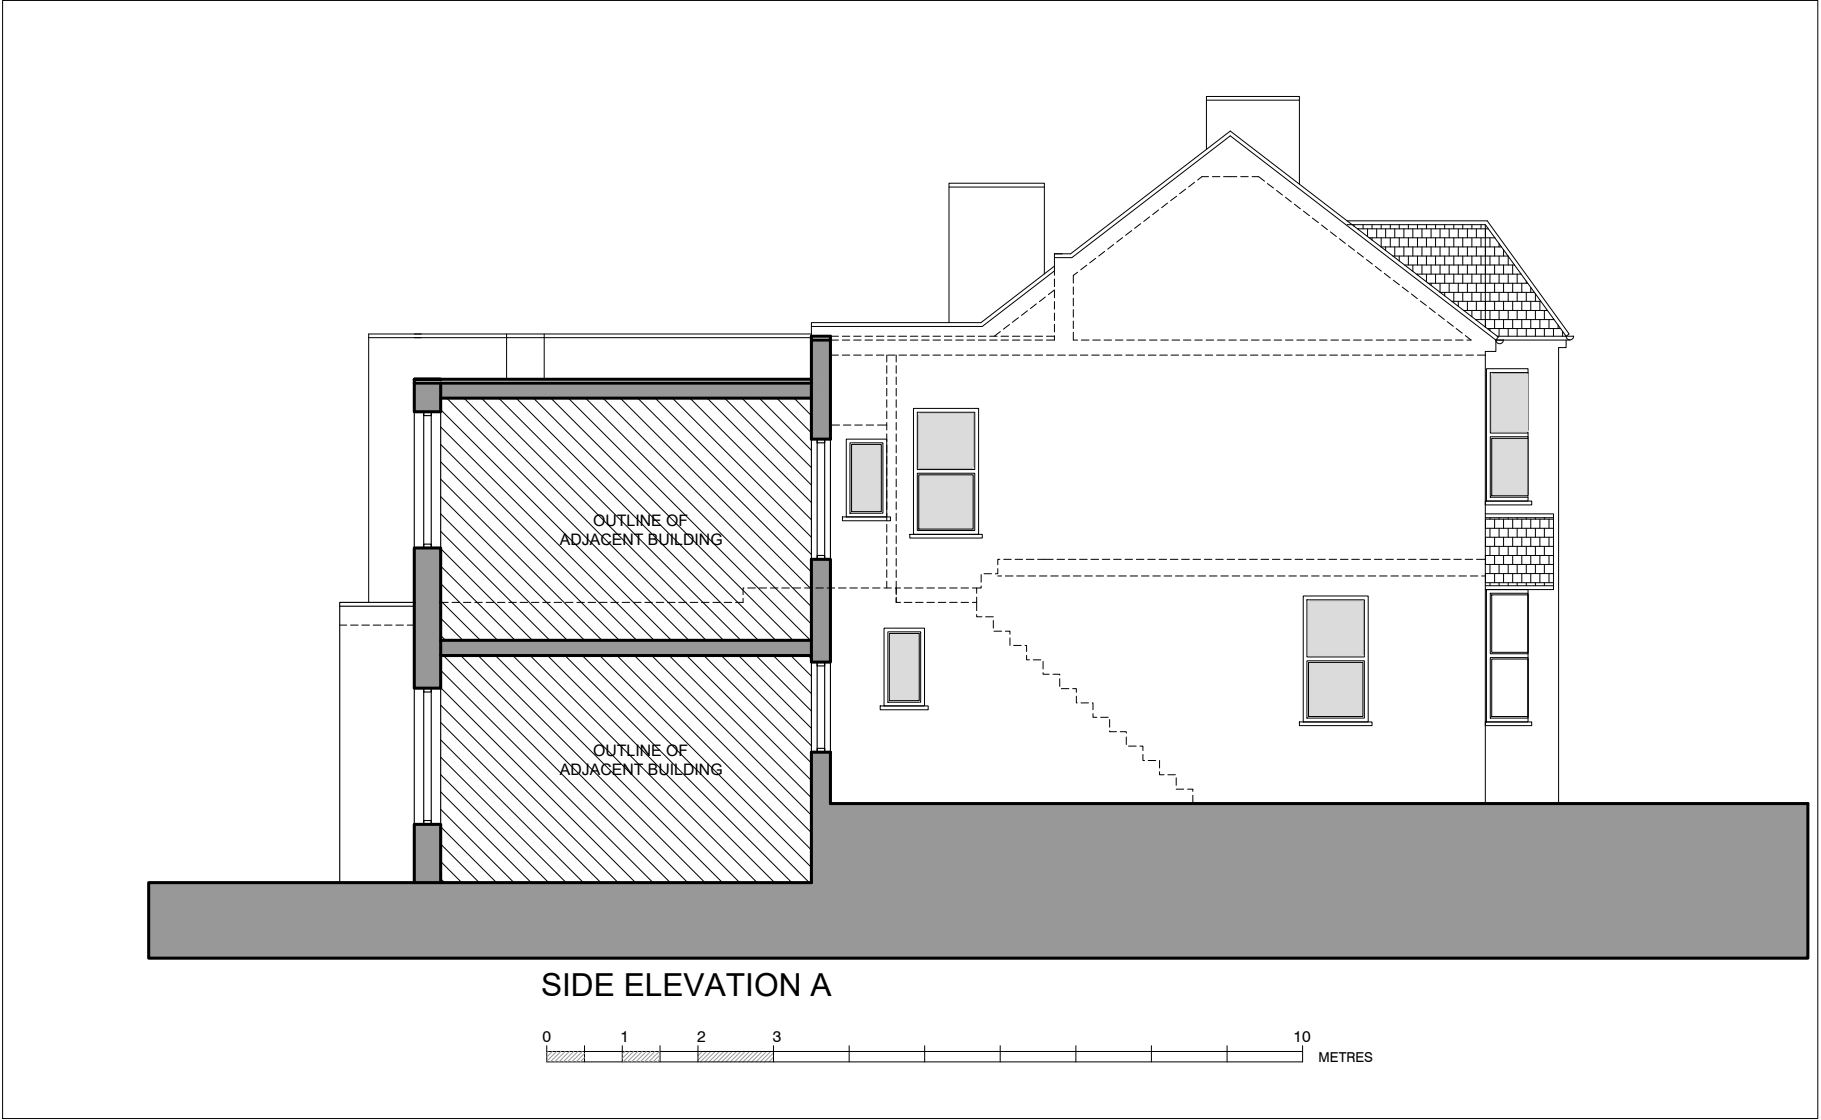 OUTLINE OF
ADJACENT BUILDING
OUTLINE OF
ADJACENT BUILDING
SIDE ELEVATION A
0 1 2 3 10
METRES